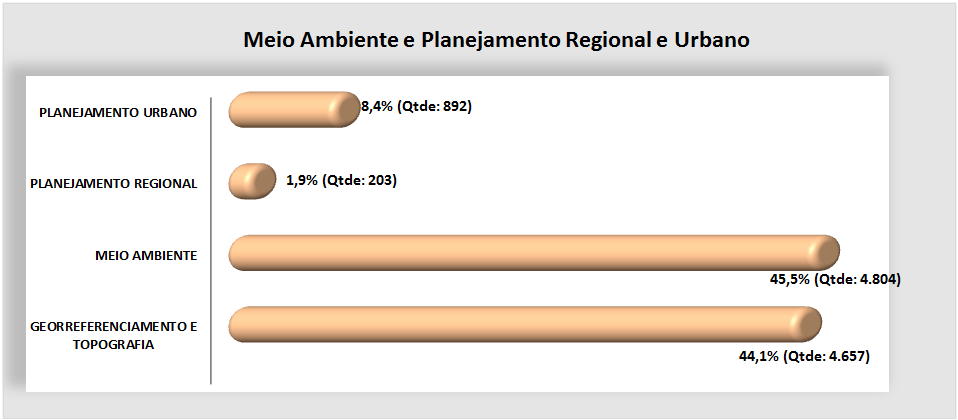 Meio Ambiente e Planejamento Regional e Urbano
PLANEJAMENTO URBANO
8,4% (Qtde: 892)
PLANEJAMENTO REGIONAL
1,9% (Qtde: 203)
MEIO AMBIENTE
45,5% (Qtde: 4.804)
GEORREFERENCIAMENTO E
TOPOGRAFIA
44,1% (Qtde: 4.657)